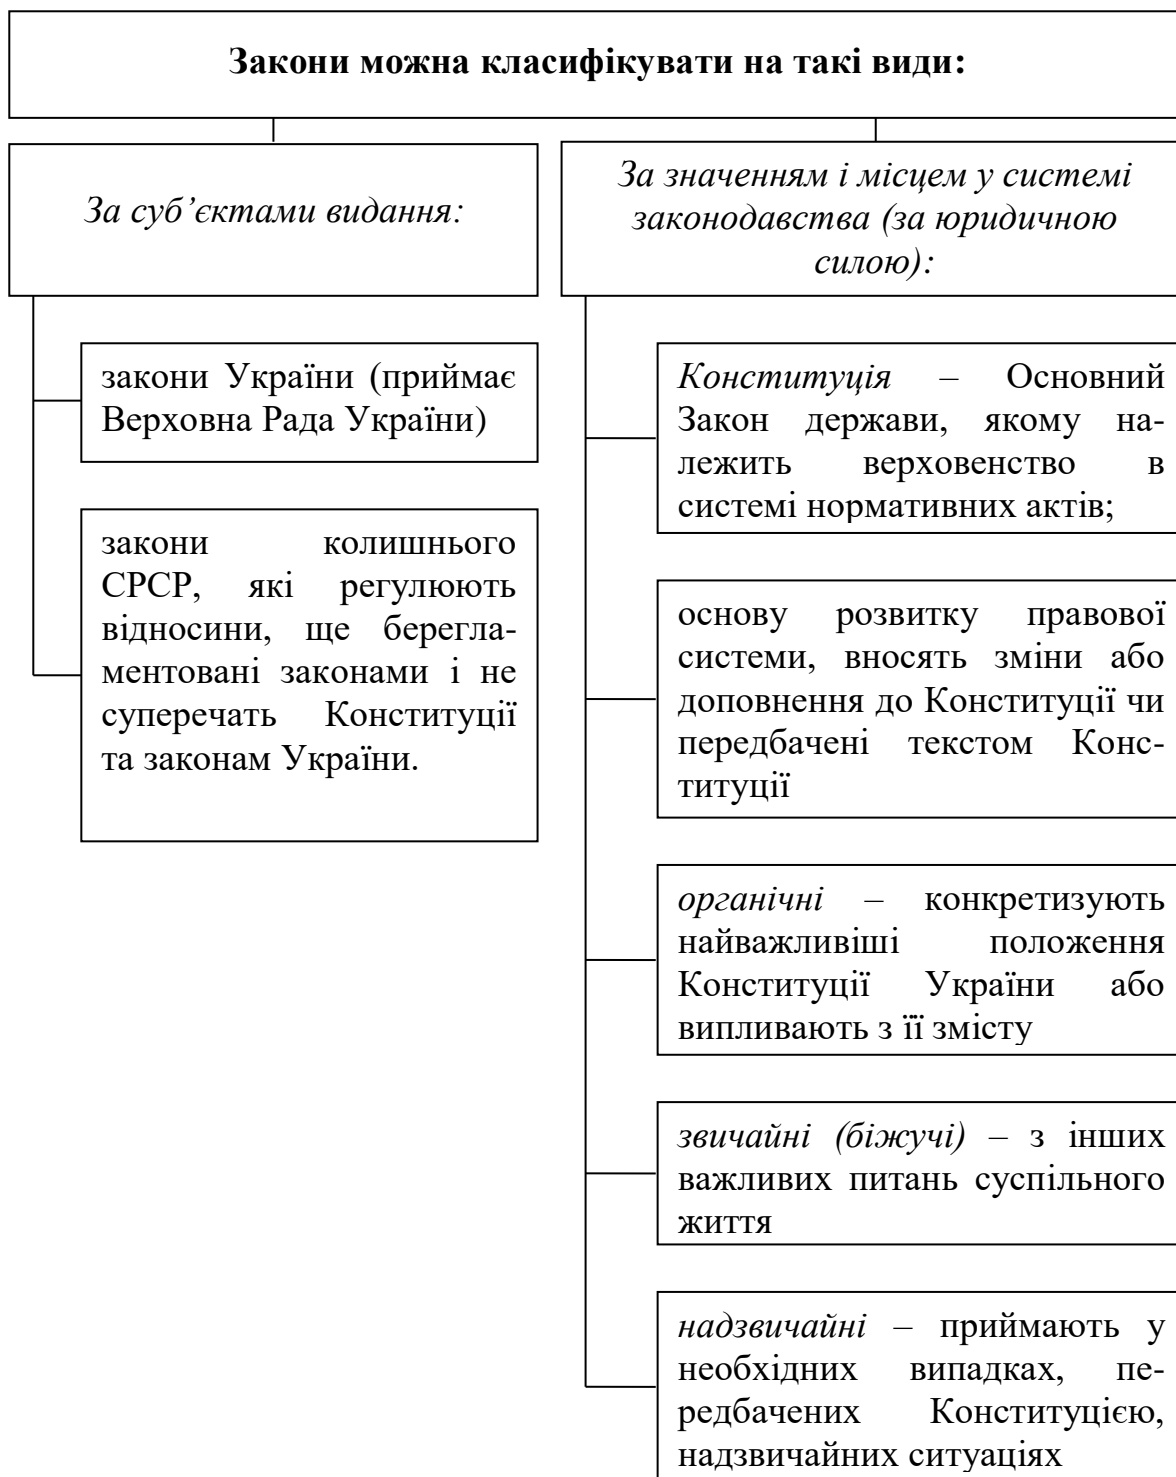 Закони можна класифікувати на такі види:
За суб’єктами видання:
закони України (приймає
Верховна Рада України)
закони колишнього
СРСР, які регулюють
відносини, ще берегла-
ментовані законами і не
суперечать Конституції
та законам України.
За значенням і місцем у системі
законодавства (за юридичною
силою):
Конституція – Основний
Закон держави, якому на-
лежить верховенство в
системі нормативних актів;
основу розвитку правової
системи, вносять зміни або
доповнення до Конституції чи
передбачені текстом Конс-
титуції
органічні – конкретизують
найважливіші положення
Конституції України або
випливають з її змісту
звичайні (біжучі) – з інших
важливих питань суспільного
життя
надзвичайні – приймають у
необхідних випадках, пе-
редбачених Конституцією,
надзвичайних ситуаціях